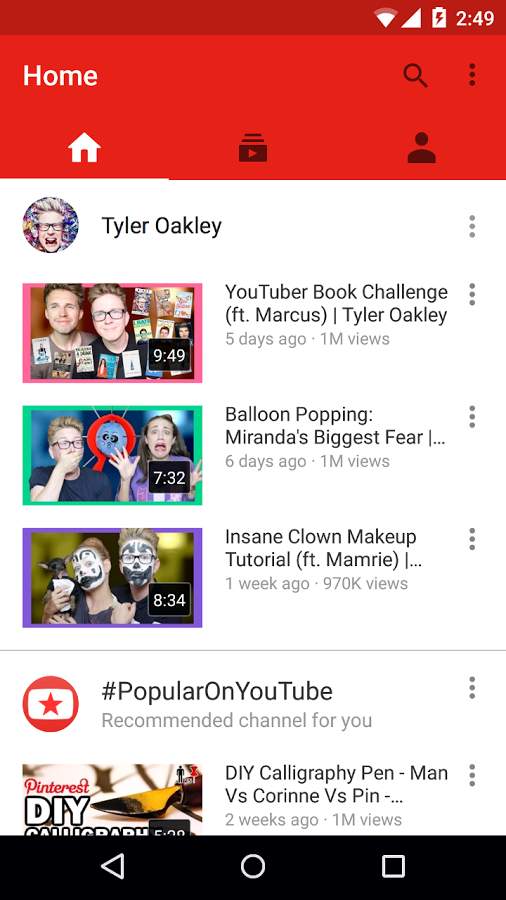 2:49
Home
Tyler Oakley
9:49
YouTuber Book Challenge
(ft. Marcus) | Tyler Oakley
5 days ago · 1M views
7:32
Balloon Popping:
Miranda's Biggest Fear |...
6 days ago · 1M views
8:34
Insane Clown Makeup
Tutorial (ft. Mamrie) |...
1 week ago · 970K views
#PopularOnYouTube
Recommended channel for you
Pinterest
DIY
CALLIGRAPH
5:28
DIY Calligraphy Pen - Man
Vs Corinne Vs Pin -...
2 weeks ago · 1M views